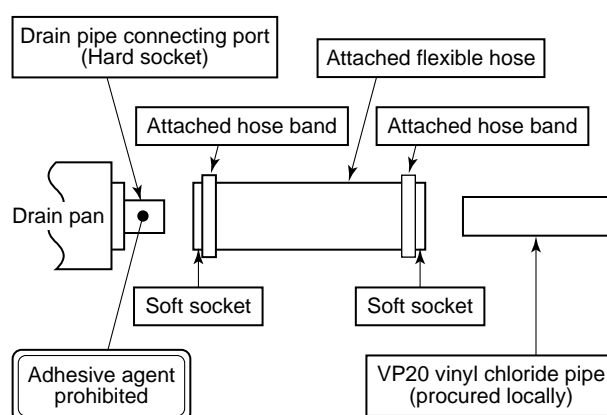 Drain pipe connecting port
(Hard socket)
Attached flexible hose
Attached hose band
Attached hose band
Drain pan
Soft socket
Soft socket
Adhesive agent
prohibited
VP20 vinyl chloride pipe
(procured locally)